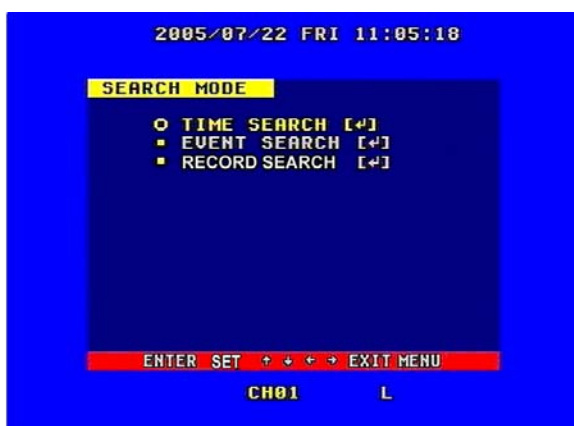 2005/07/22 FRI 11:05:18
SEARCH MODE
TIME SEARCH [↵]
EVENT SEARCH [↵]
RECORD SEARCH [↵]
ENTER SET ↑ ↓ ← → EXIT MENU
CH01 L